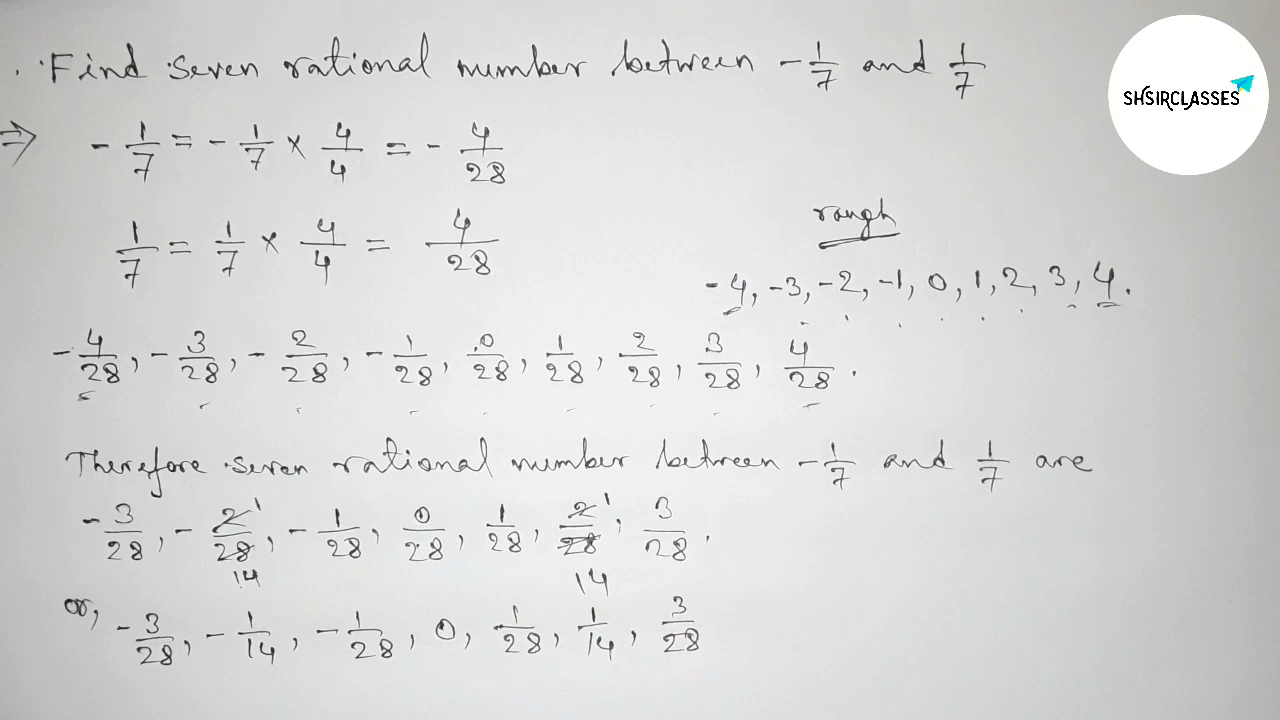 . Find seven rational number between -1/7 and 1/7
SHSIRCLASSES
⇒ -1/7 = -1/7 × 4/4 = -4/28
1/7 = 1/7 × 4/4 = 4/28
rough
-4, -3, -2, -1, 0, 1, 2, 3, 4.
-4/28, -3/28, -2/28, -1/28, 0/28, 1/28, 2/28, 3/28, 4/28.
Therefore seven rational number between -1/7 and 1/7 are
-3/28, -2/28 1 14, -1/28, 0/28, 1/28, 2/28 1 14, 3/28.
or, -3/28, -1/14, -1/28, 0, 1/28, 1/14, 3/28